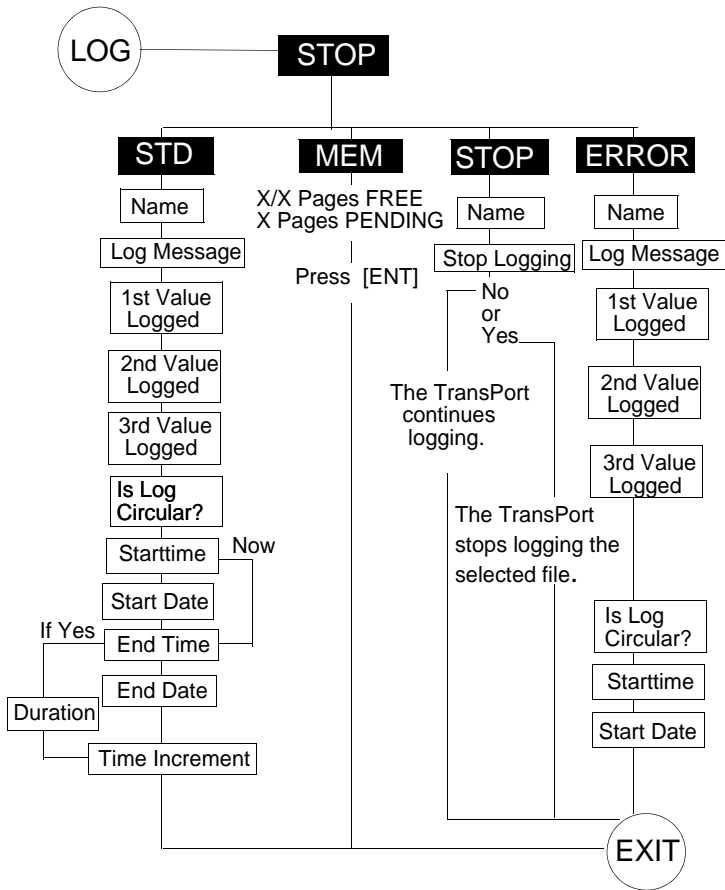 LOG
STOP
STD
Name
Log Message
1st Value
Logged
2nd Value
Logged
3rd Value
Logged
Is Log
Circular?
Starttime
Now
Start Date
If Yes
End Time
End Date
Duration
Time Increment
MEM
X/X Pages FREE
X Pages PENDING
Press [ENT]
STOP
Name
Stop Logging
No
or
Yes
The TransPort
continues
logging.
The TransPort
stops logging the
selected file.
ERROR
Name
Log Message
1st Value
Logged
2nd Value
Logged
3rd Value
Logged
Is Log
Circular?
Starttime
Start Date
EXIT